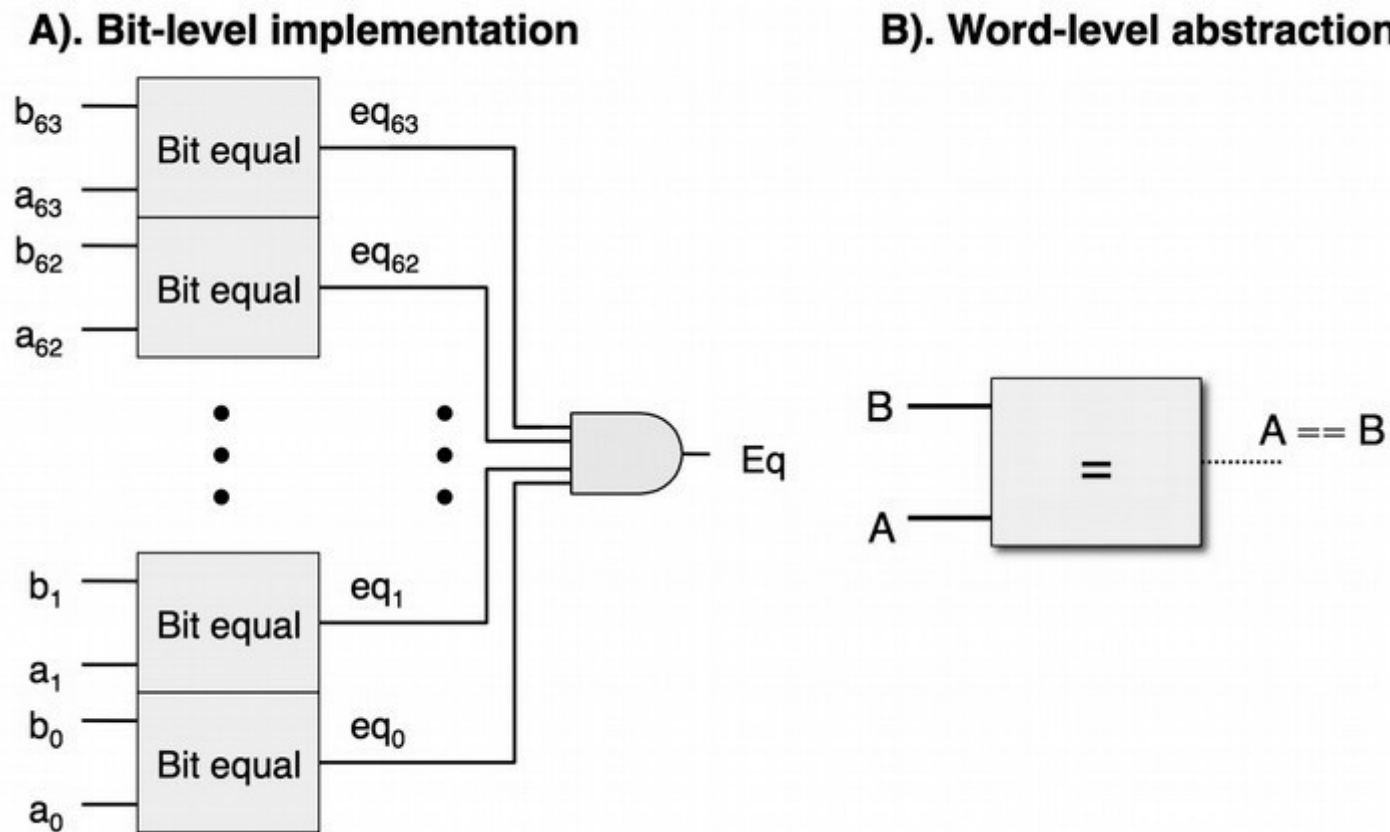 A). Bit-level implementation
B). Word-level abstraction
b₆₃
eq₆₃
Bit equal
a₆₃
b₆₂
eq₆₂
Bit equal
a₆₂
Eq
b₁
eq₁
Bit equal
a₁
b₀
eq₀
Bit equal
a₀
B
A == B
=
A